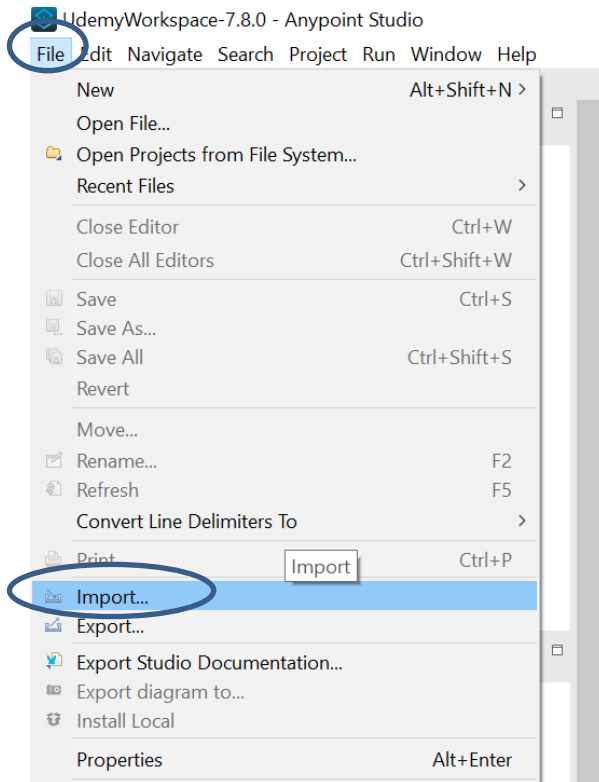 UdemyWorkspace-7.8.0 - Anypoint Studio
File Edit Navigate Search Project Run Window Help
New Alt+Shift+N >
Open File...
Open Projects from File System...
Recent Files >
Close Editor Ctrl+W
Close All Editors Ctrl+Shift+W
Save Ctrl+S
Save As...
Save All Ctrl+Shift+S
Revert
Move...
Rename... F2
Refresh F5
Convert Line Delimiters To >
Print... Ctrl+P
Import
Import...
Export...
Export Studio Documentation...
Export diagram to...
Install Local
Properties Alt+Enter